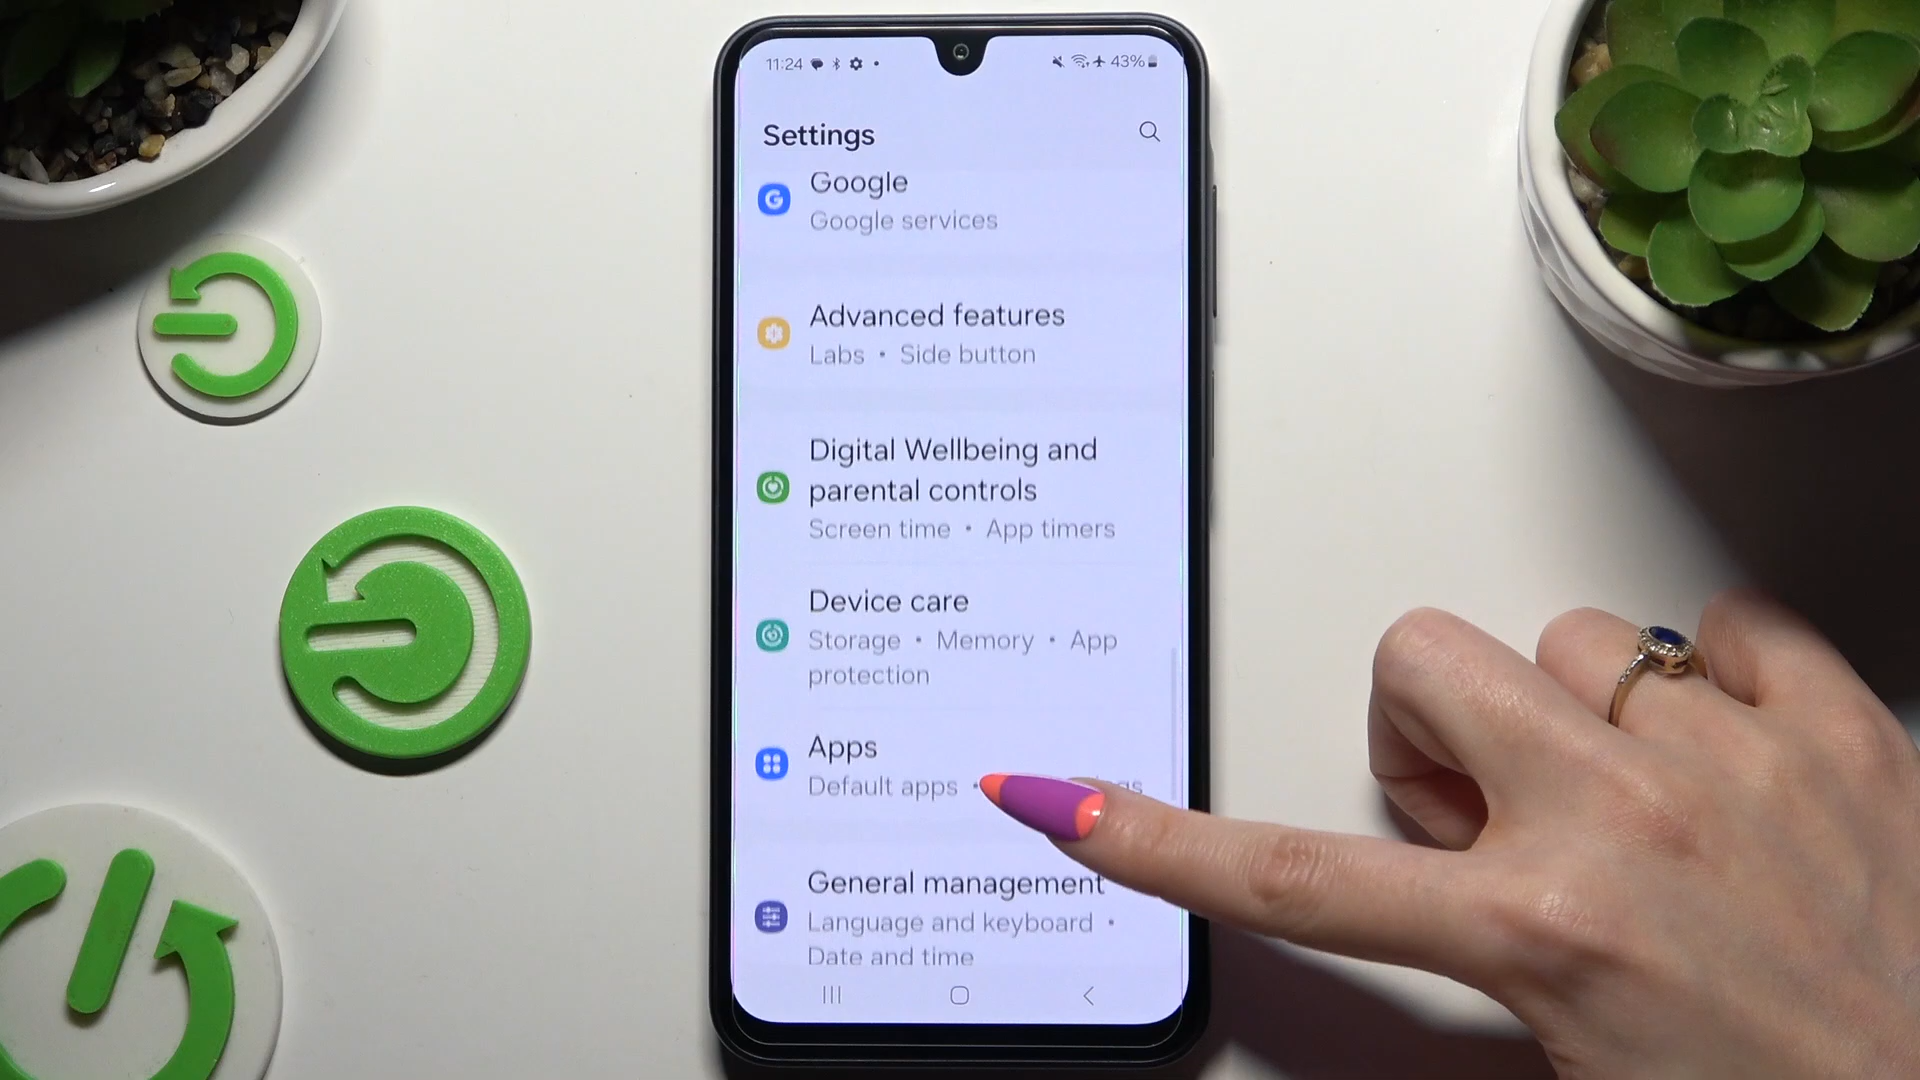 11:24
43%
Settings
Google
Google services
Advanced features
Labs • Side button
Digital Wellbeing and
parental controls
Screen time • App timers
Device care
Storage • Memory • App
protection
Apps
Default apps •
General management
Language and keyboard •
Date and time